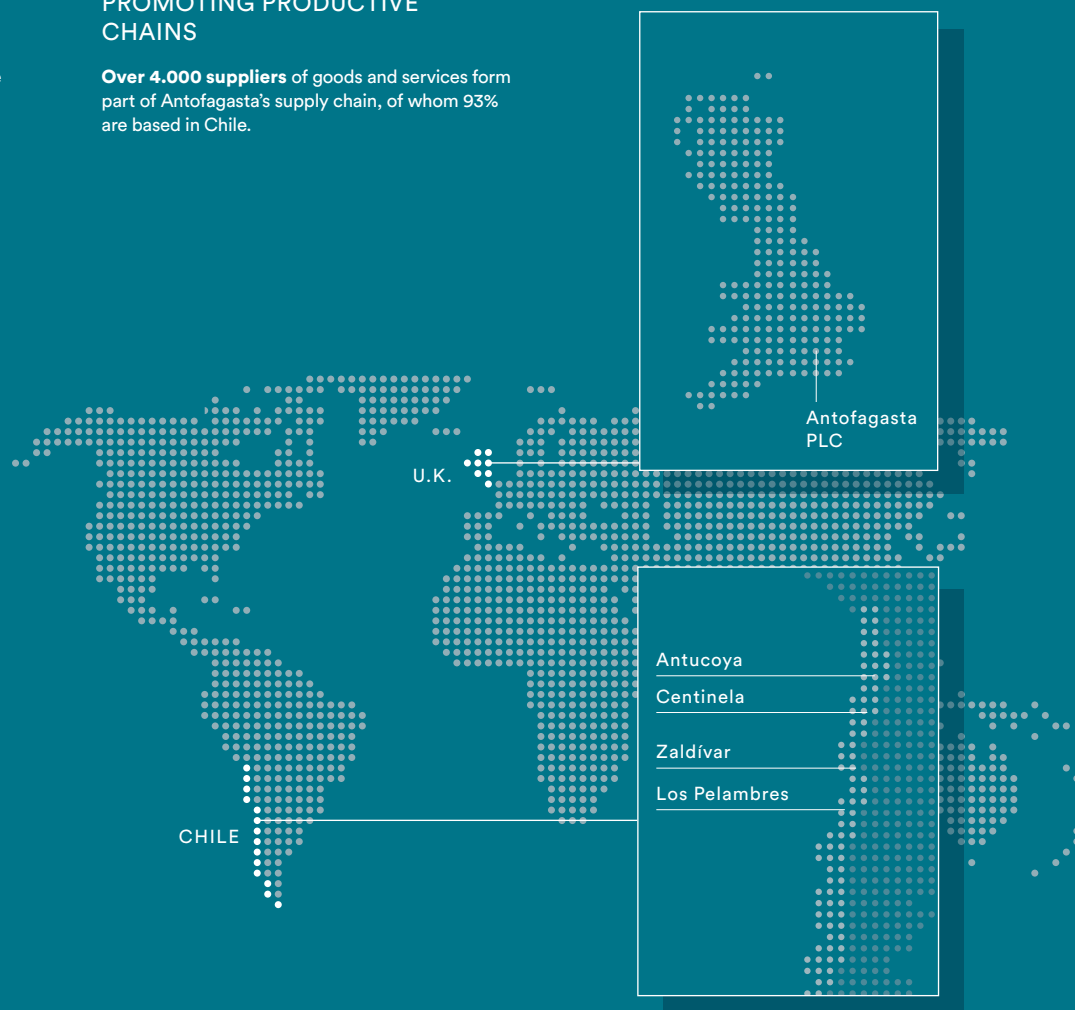 PROMOTING PRODUCTIVE
CHAINS
Over 4.000 suppliers of goods and services form
part of Antofagasta's supply chain, of whom 93%
are based in Chile.
Antofagasta
PLC
U.K.
Antucoya
Centinela
Zaldívar
Los Pelambres
CHILE